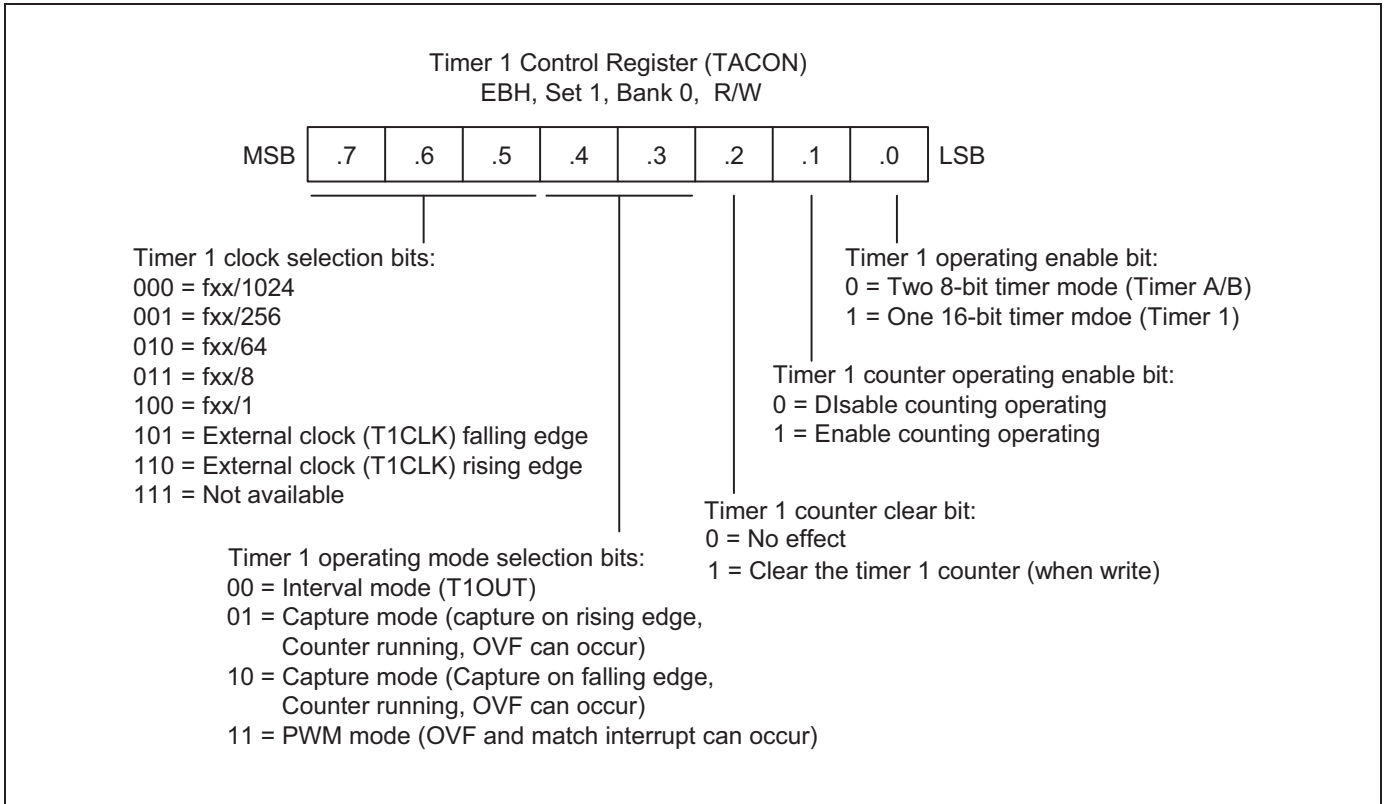 Timer 1 Control Register (TACON)
EBH, Set 1, Bank 0, R/W
MSB .7 .6 .5 .4 .3 .2 .1 .0 LSB
Timer 1 clock selection bits:
000 = fxx/1024
001 = fxx/256
010 = fxx/64
011 = fxx/8
100 = fxx/1
101 = External clock (T1CLK) falling edge
110 = External clock (T1CLK) rising edge
111 = Not available
Timer 1 operating enable bit:
0 = Two 8-bit timer mode (Timer A/B)
1 = One 16-bit timer mdoe (Timer 1)
Timer 1 counter operating enable bit:
0 = DIsable counting operating
1 = Enable counting operating
Timer 1 counter clear bit:
0 = No effect
1 = Clear the timer 1 counter (when write)
Timer 1 operating mode selection bits:
00 = Interval mode (T1OUT)
01 = Capture mode (capture on rising edge,
Counter running, OVF can occur)
10 = Capture mode (Capture on falling edge,
Counter running, OVF can occur)
11 = PWM mode (OVF and match interrupt can occur)